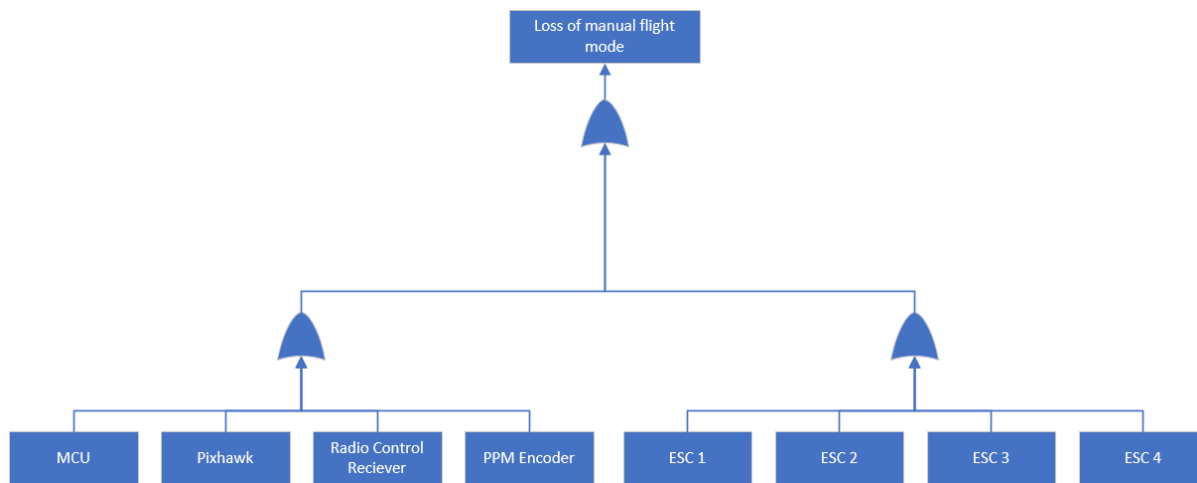 Loss of manual flight
mode
MCU
Pixhawk
Radio Control
Reciever
PPM Encoder
ESC 1
ESC 2
ESC 3
ESC 4